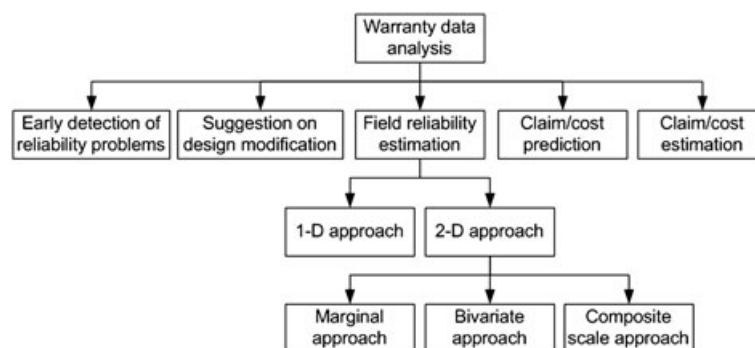 Warranty data
analysis
Early detection of
reliability problems
Suggestion on
design modification
Field reliability
estimation
Claim/cost
prediction
Claim/cost
estimation
1-D approach
2-D approach
Marginal
approach
Bivariate
approach
Composite
scale approach